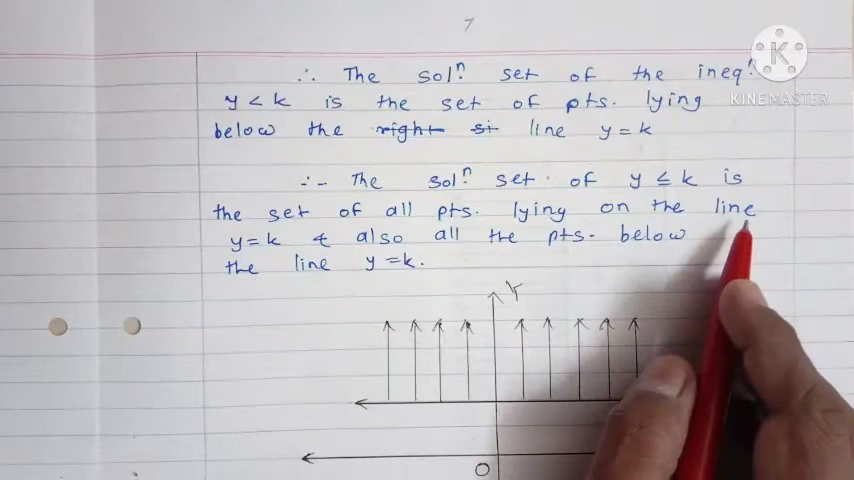 7
∴ The solⁿ. set of the ineqⁿ.
y < k is the set of pts. lying
below the right si line y = k
∴ The solⁿ. set of y ≤ k is
the set of all pts. lying on the line
y = k & also all the pts. below
the line y = k.
Y
O
K
KINEMASTER